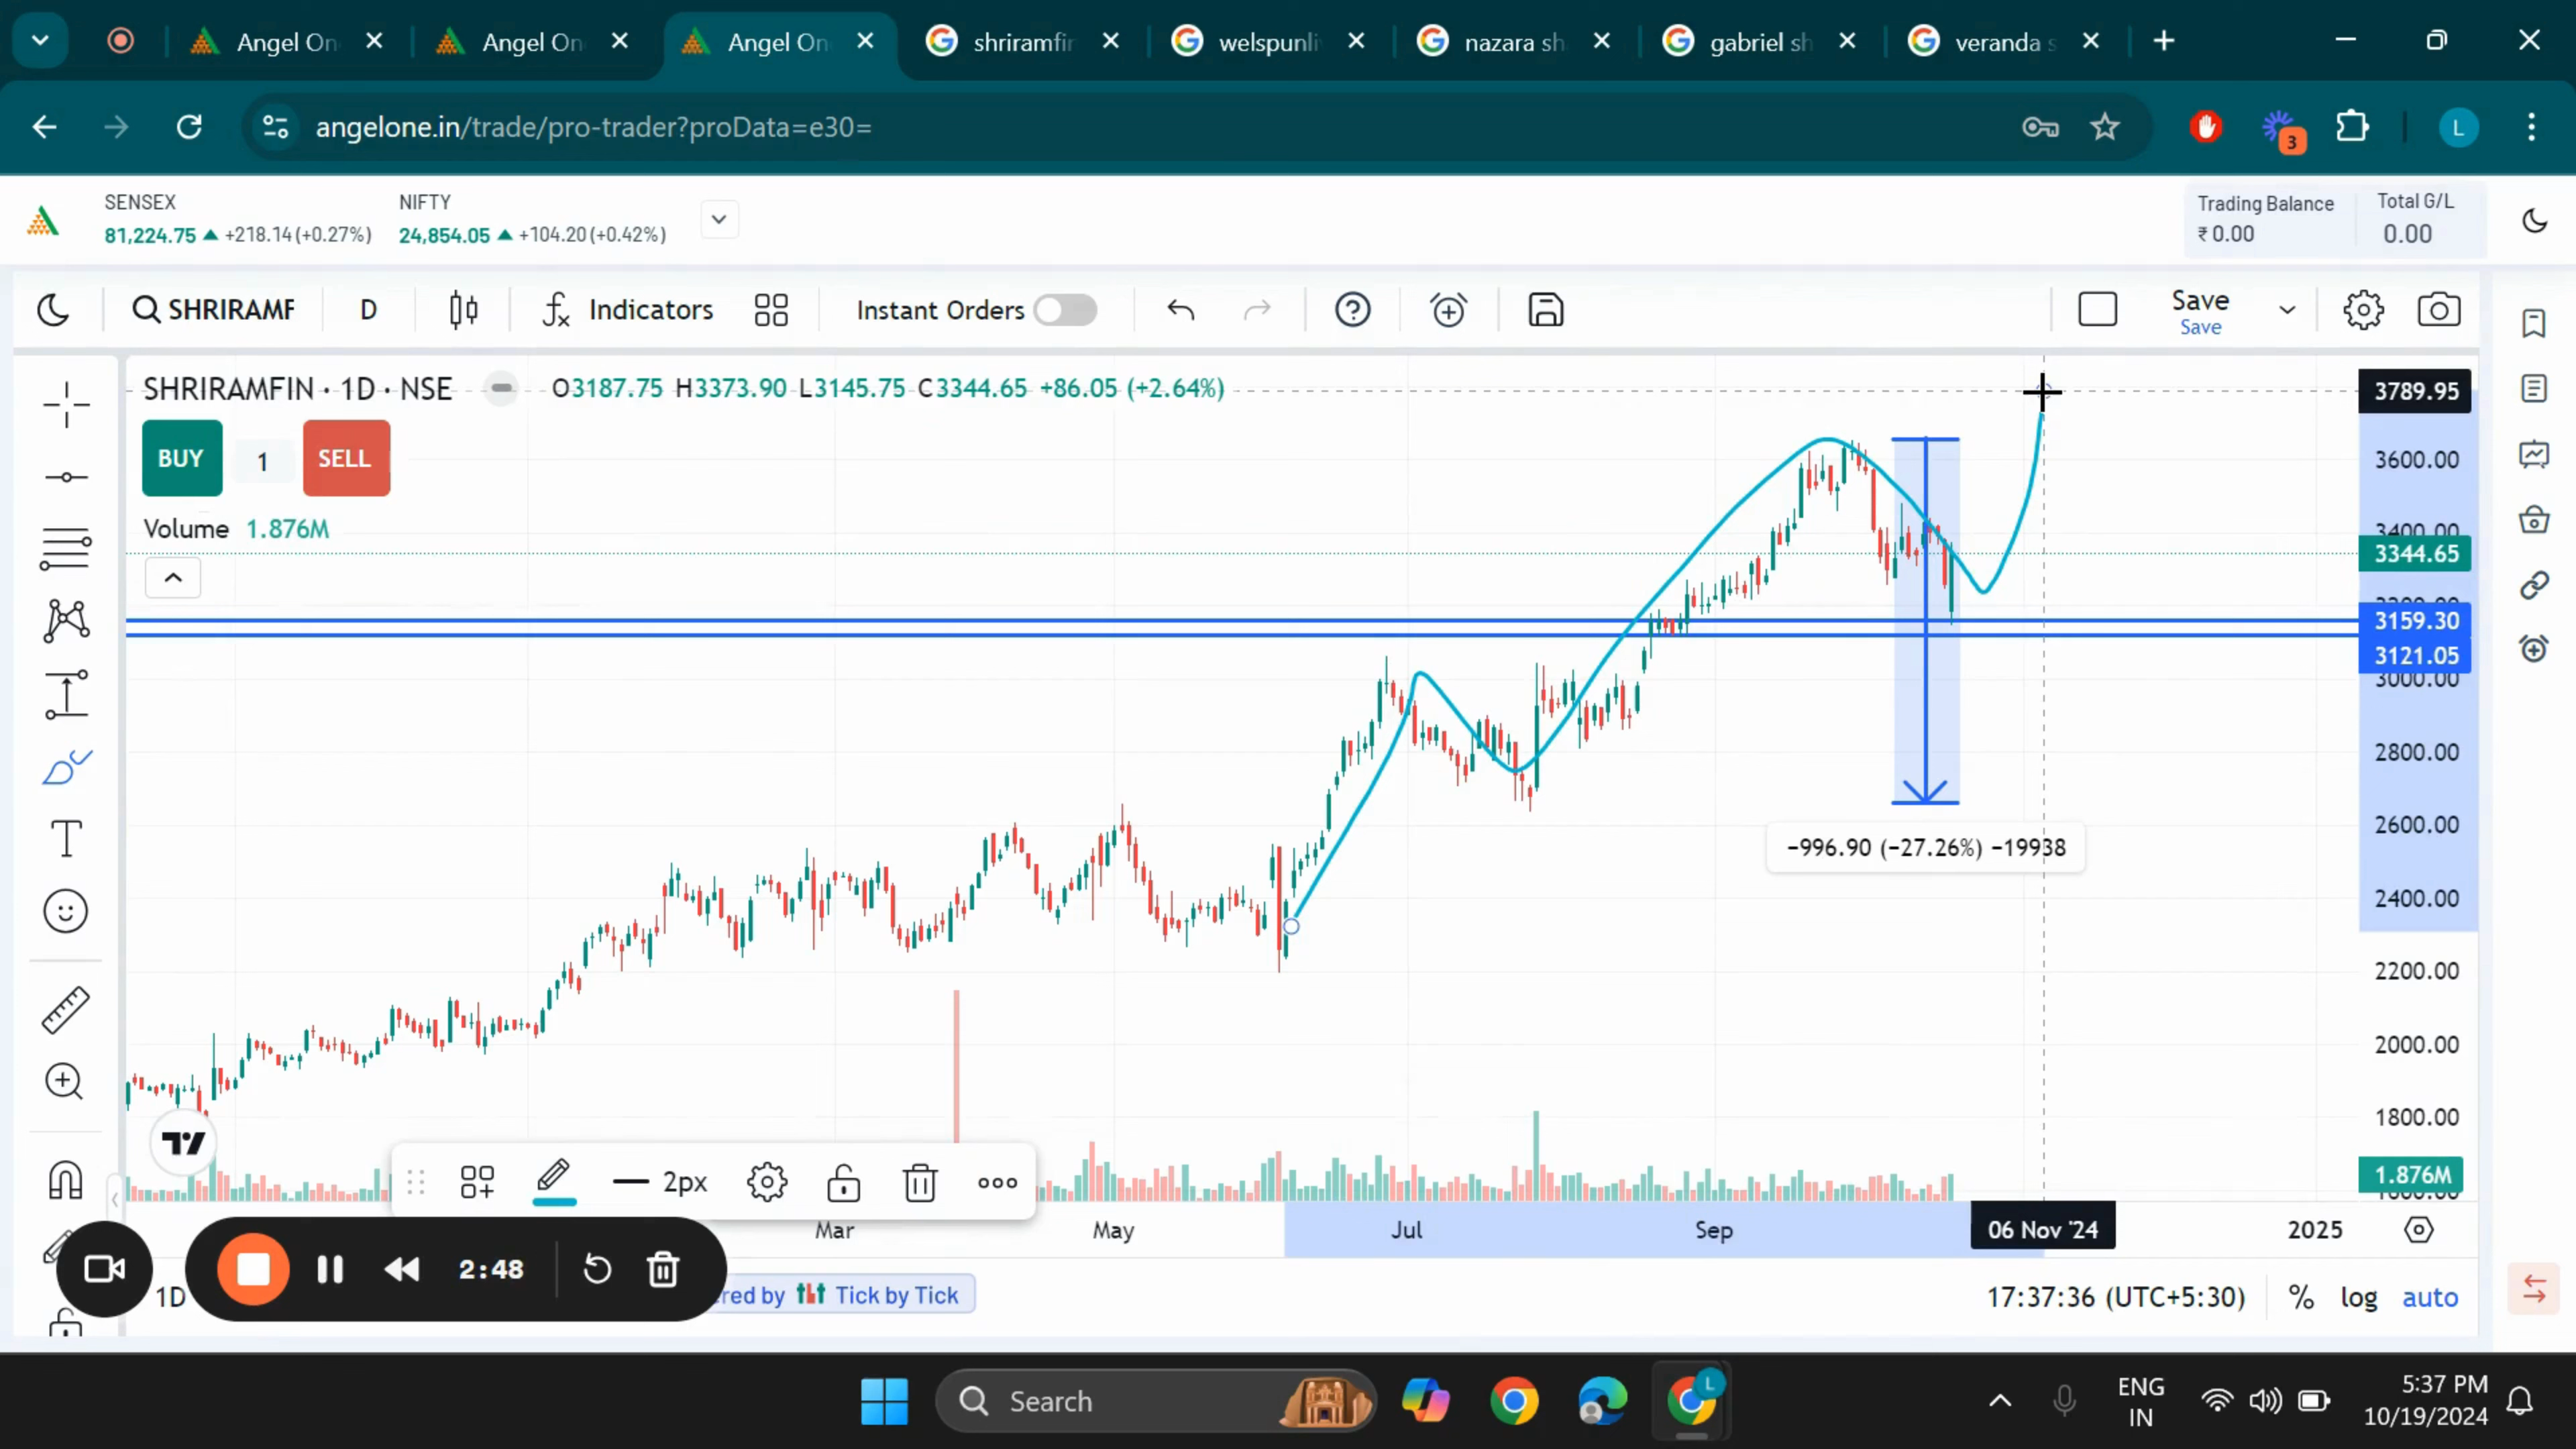 Angel On
Angel On
Angel On
shriramfir
welspunli
nazara sh
gabriel sh
veranda s
angelone.in/trade/pro-trader?proData=e30=
3
L
SENSEX
81,224.75 +218.14(+0.27%)
NIFTY
24,854.05 +104.20(+0.42%)
Trading Balance
₹0.00
Total G/L
0.00
SHRIRAMF
D
Indicators
Instant Orders
Save
Save
SHRIRAMFIN · 1D · NSE
O3187.75 H3373.90 L3145.75 C3344.65 +86.05 (+2.64%)
BUY
1
SELL
Volume 1.876M
3789.95
3600.00
3400.00
3344.65
3159.30
3121.05
3000.00
2800.00
2600.00
2400.00
2200.00
2000.00
1800.00
1.876M
−996.90 (−27.26%) −19938
2px
Mar
May
Jul
Sep
06 Nov '24
2025
2:48
1D
red by
Tick by Tick
17:37:36 (UTC+5:30)
%
log
auto
Search
L
ENG
IN
5:37 PM
10/19/2024